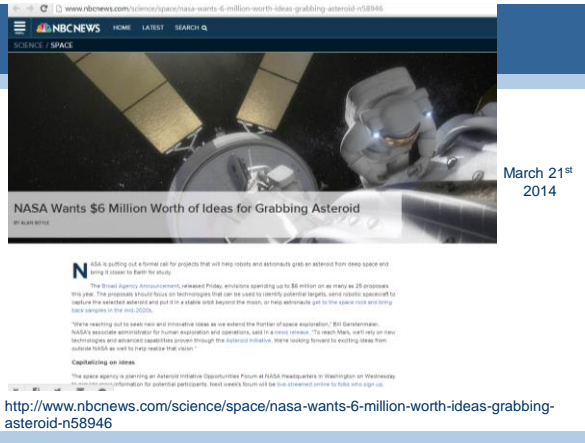 www.nbcnews.com/science/space/nasa-wants-6-million-worth-ideas-grabbing-asteroid-n58946
NBCNEWS HOME LATEST SEARCH
SCIENCE / SPACE
March 21st
2014
NASA Wants $6 Million Worth of Ideas for Grabbing Asteroid
BY ALAN BOYLE
NASA is putting out a formal call for projects that will help robots and astronauts grab an asteroid from deep space and
bring it closer to Earth for study.
The Broad Agency Announcement, released Friday, envisions spending up to $6 million on as many as 25 proposals
this year. The proposals should focus on technologies that can be used to identify potential targets, send robotic spacecraft to
capture the selected asteroid and put it in a stable orbit beyond the moon, or help astronauts get to the space rock and bring
back samples in the mid-2020s.
"We're reaching out to seek new and innovative ideas as we extend the frontier of space exploration," Bill Gerstenmaier,
NASA's associate administrator for human exploration and operations, said in a news release. "To reach Mars, we'll rely on new
technologies and advanced capabilities proven through the Asteroid Initiative. We're looking forward to exciting ideas from
outside NASA as well to help realize that vision."
Capitalizing on ideas
The space agency is planning an Asteroid Initiative Opportunities Forum at NASA Headquarters in Washington on Wednesday
to provide more information for potential participants. Next week's forum will be live-streamed online to folks who sign up.
http://www.nbcnews.com/science/space/nasa-wants-6-million-worth-ideas-grabbing-
asteroid-n58946